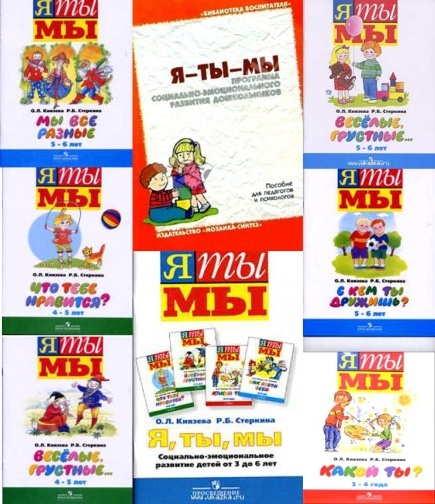 Я ТЫ
МЫ
О.Л. Князева Р.Б. Стеркина
МЫ ВСЕ
РАЗНЫЕ
5 - 6 лет
Я ТЫ
МЫ
О.Л. Князева Р.Б. Стеркина
ЧТО ТЕБЕ
НРАВИТСЯ?
4 - 5 лет
Я ТЫ
МЫ
О.Л. Князева Р.Б. Стеркина
ВЕСЁЛЫЕ,
ГРУСТНЫЕ...
4 - 5 лет
«БИБЛИОТЕКА ВОСПИТАТЕЛЯ»
Я–ТЫ–МЫ
ПРОГРАММА
СОЦИАЛЬНО-ЭМОЦИОНАЛЬНОГО
РАЗВИТИЯ ДОШКОЛЬНИКОВ
Пособие
для педагогов
и психологов
ИЗДАТЕЛЬСТВО «МОЗАИКА-СИНТЕЗ»
Я ТЫ
МЫ
Я ТЫ
МЫ
О.Л. Князева Р.Б. Стеркина
Я, ты, мы
Социально-эмоциональное
развитие детей от 3 до 6 лет
ПРОСВЕЩЕНИЕ
Я ТЫ
МЫ
О.Л. Князева Р.Б. Стеркина
ВЕСЁЛЫЕ,
ГРУСТНЫЕ...
5 - 6 лет
Я ТЫ
МЫ
О.Л. Князева Р.Б. Стеркина
С КЕМ ТЫ
ДРУЖИШЬ?
5 - 6 лет
Я ТЫ
МЫ
О.Л. Князева Р.Б. Стеркина
КАКОЙ ТЫ?
3 - 4 года